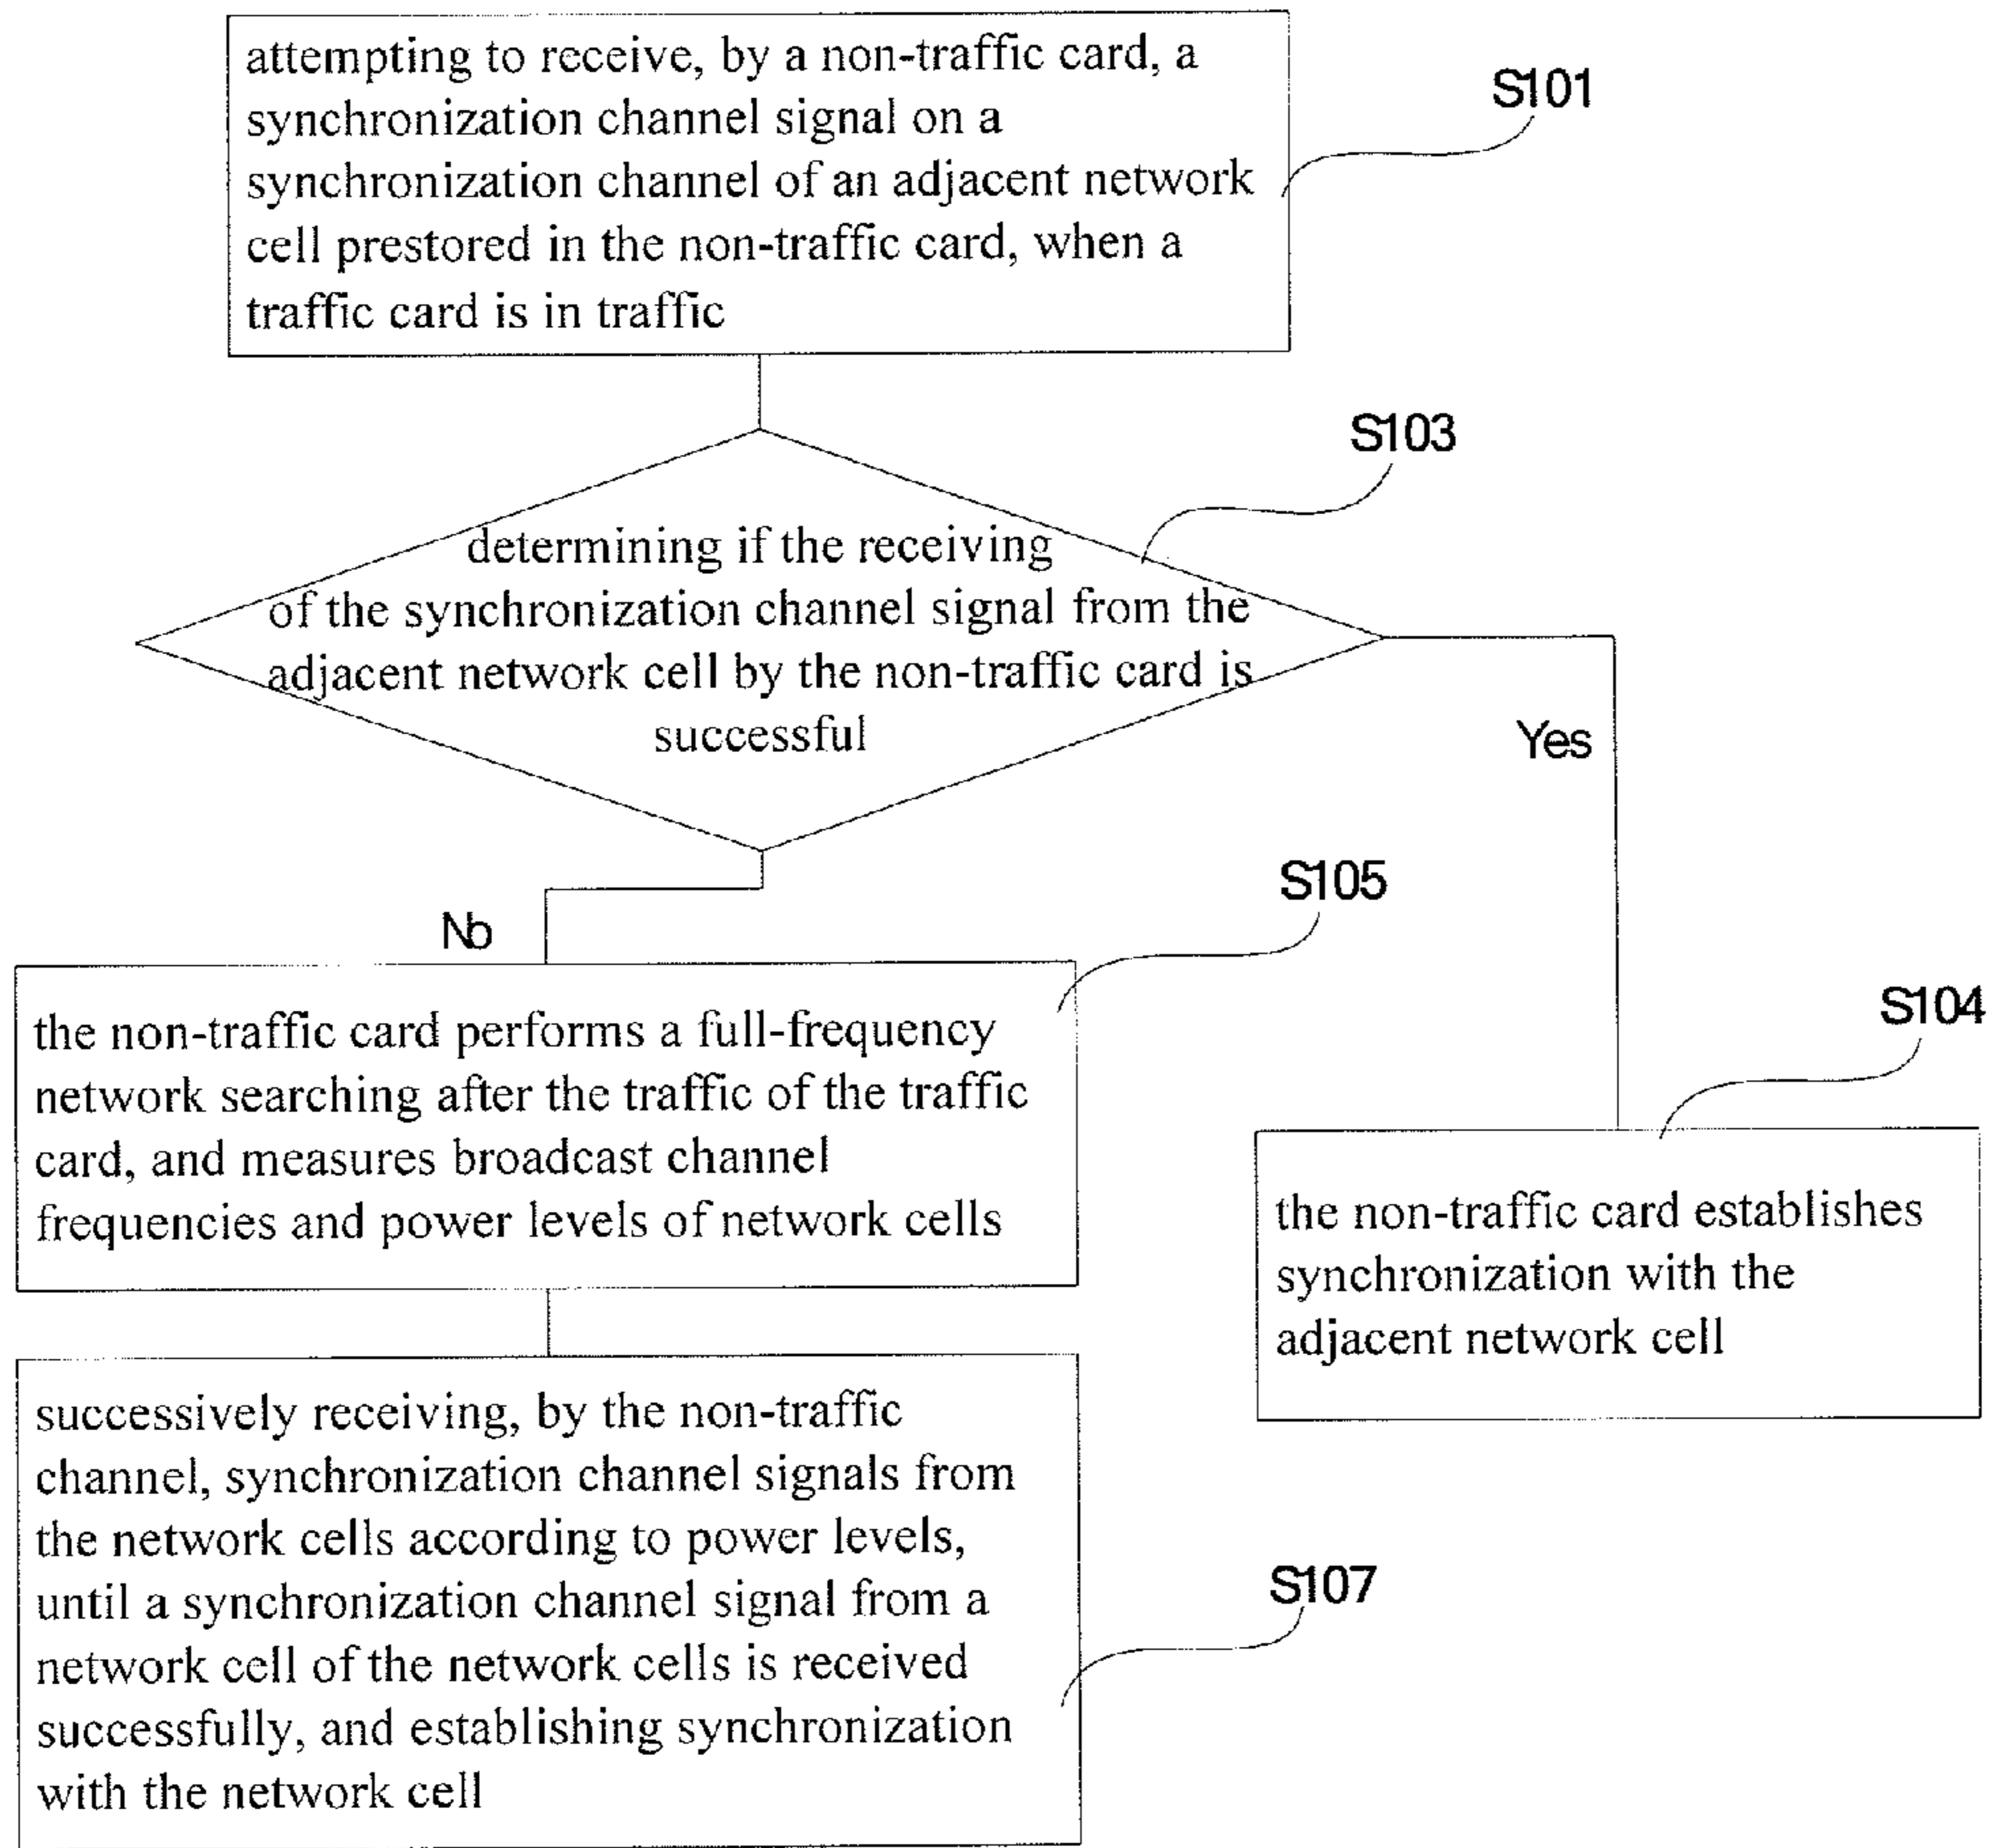 attempting to receive, by a non-traffic card, a
synchronization channel signal on a
synchronization channel of an adjacent network
cell prestored in the non-traffic card, when a
traffic card is in traffic
S101
S103
determining if the receiving
of the synchronization channel signal from the
adjacent network cell by the non-traffic card is
successful
Yes
No
S105
the non-traffic card performs a full-frequency
network searching after the traffic of the traffic
card, and measures broadcast channel
frequencies and power levels of network cells
S104
the non-traffic card establishes
synchronization with the
adjacent network cell
successively receiving, by the non-traffic
channel, synchronization channel signals from
the network cells according to power levels,
until a synchronization channel signal from a
network cell of the network cells is received
successfully, and establishing synchronization
with the network cell
S107